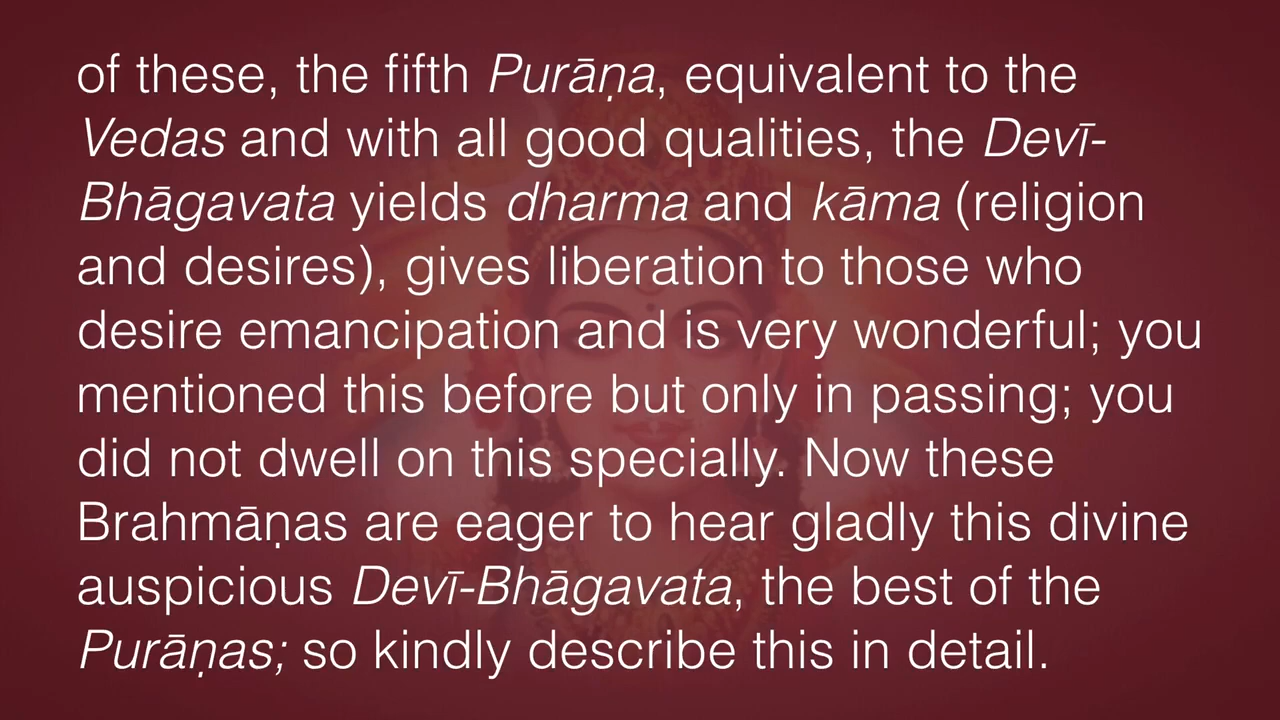 of these, the fifth Purāṇa, equivalent to the
Vedas and with all good qualities, the Devī-
Bhāgavata yields dharma and kāma (religion
and desires), gives liberation to those who
desire emancipation and is very wonderful; you
mentioned this before but only in passing; you
did not dwell on this specially. Now these
Brahmāṇas are eager to hear gladly this divine
auspicious Devī-Bhāgavata, the best of the
Purāṇas; so kindly describe this in detail.